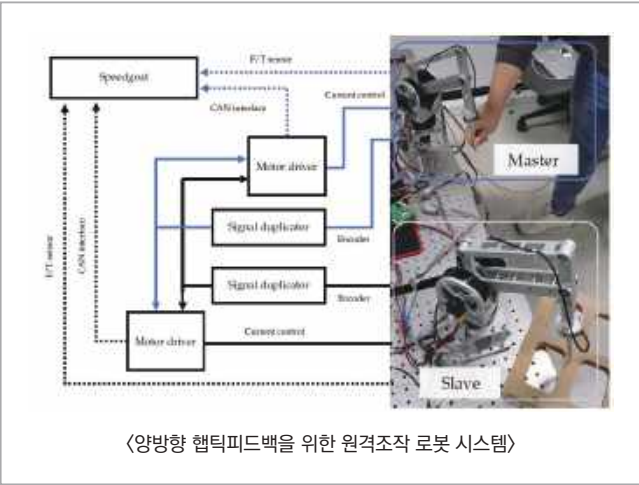 Speedgoat
F/T sensor
CAN interface
Current control
Motor driver
Master
Signal duplicator
Encoder
F/T sensor
CAN interface
Signal duplicator
Encoder
Motor driver
Current control
Slave
〈양방향 햅틱피드백을 위한 원격조작 로봇 시스템〉